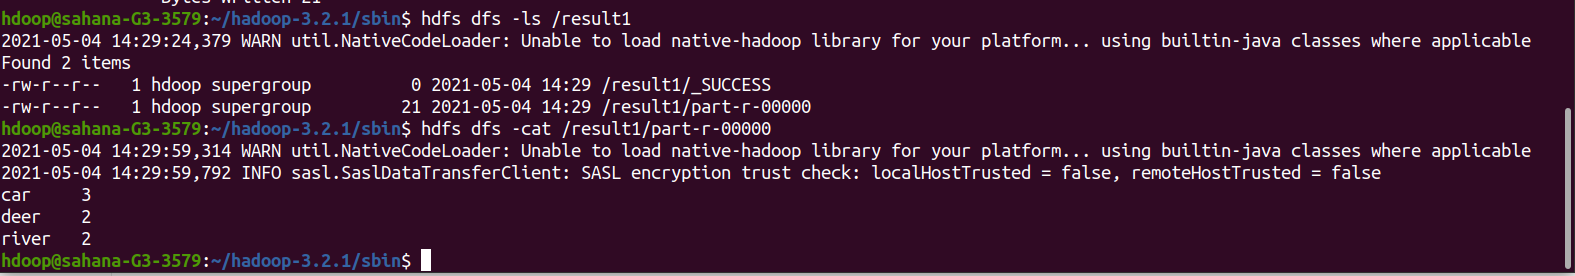 Bytes Written=21
hdoop@sahana-G3-3579:~/hadoop-3.2.1/sbin$ hdfs dfs -ls /result1
2021-05-04 14:29:24,379 WARN util.NativeCodeLoader: Unable to load native-hadoop library for your platform... using builtin-java classes where applicable
Found 2 items
-rw-r--r--   1 hdoop supergroup          0 2021-05-04 14:29 /result1/_SUCCESS
-rw-r--r--   1 hdoop supergroup         21 2021-05-04 14:29 /result1/part-r-00000
hdoop@sahana-G3-3579:~/hadoop-3.2.1/sbin$ hdfs dfs -cat /result1/part-r-00000
2021-05-04 14:29:59,314 WARN util.NativeCodeLoader: Unable to load native-hadoop library for your platform... using builtin-java classes where applicable
2021-05-04 14:29:59,792 INFO sasl.SaslDataTransferClient: SASL encryption trust check: localHostTrusted = false, remoteHostTrusted = false
car     3
deer    2
river   2
hdoop@sahana-G3-3579:~/hadoop-3.2.1/sbin$